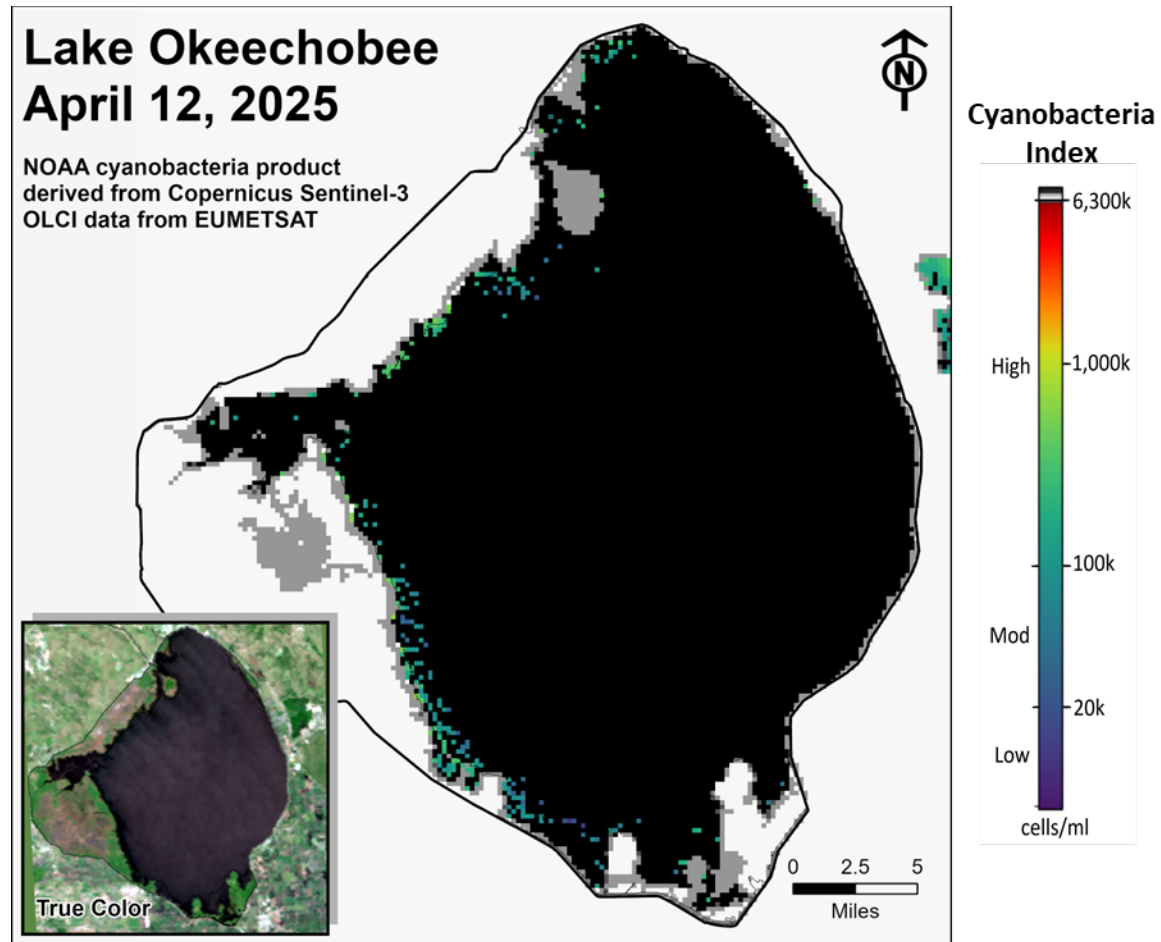 Lake Okeechobee
April 12, 2025
NOAA cyanobacteria product
derived from Copernicus Sentinel-3
OLCI data from EUMETSAT
N
Cyanobacteria
Index
6,300k
High
1,000k
100k
Mod
20k
Low
cells/ml
0 2.5 5
Miles
True Color